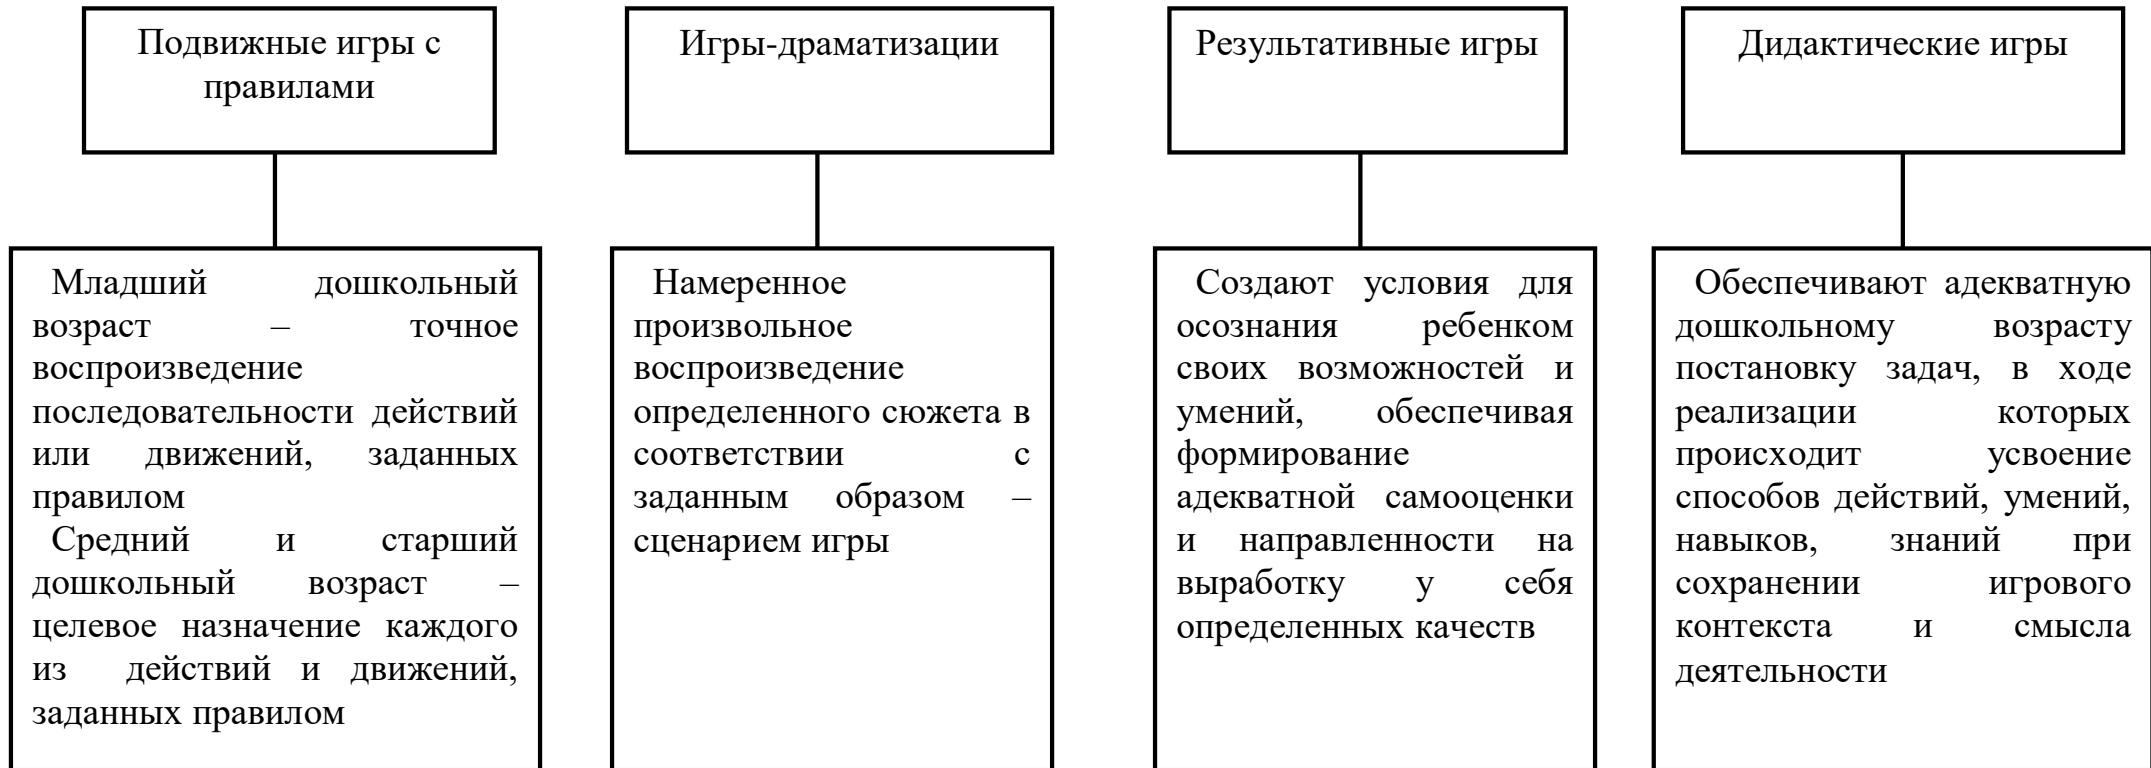 Подвижные игры с
правилами
Игры-драматизации
Результативные игры
Дидактические игры
Младший дошкольный
возраст – точное
воспроизведение
последовательности действий
или движений, заданных
правилом
Средний и старший
дошкольный возраст –
целевое назначение каждого
из действий и движений,
заданных правилом
Намеренное
произвольное
воспроизведение
определенного сюжета в
соответствии с
заданным образом –
сценарием игры
Создают условия для
осознания ребенком
своих возможностей и
умений, обеспечивая
формирование
адекватной самооценки
и направленности на
выработку у себя
определенных качеств
Обеспечивают адекватную
дошкольному возрасту
постановку задач, в ходе
реализации которых
происходит усвоение
способов действий, умений,
навыков, знаний при
сохранении игрового
контекста и смысла
деятельности